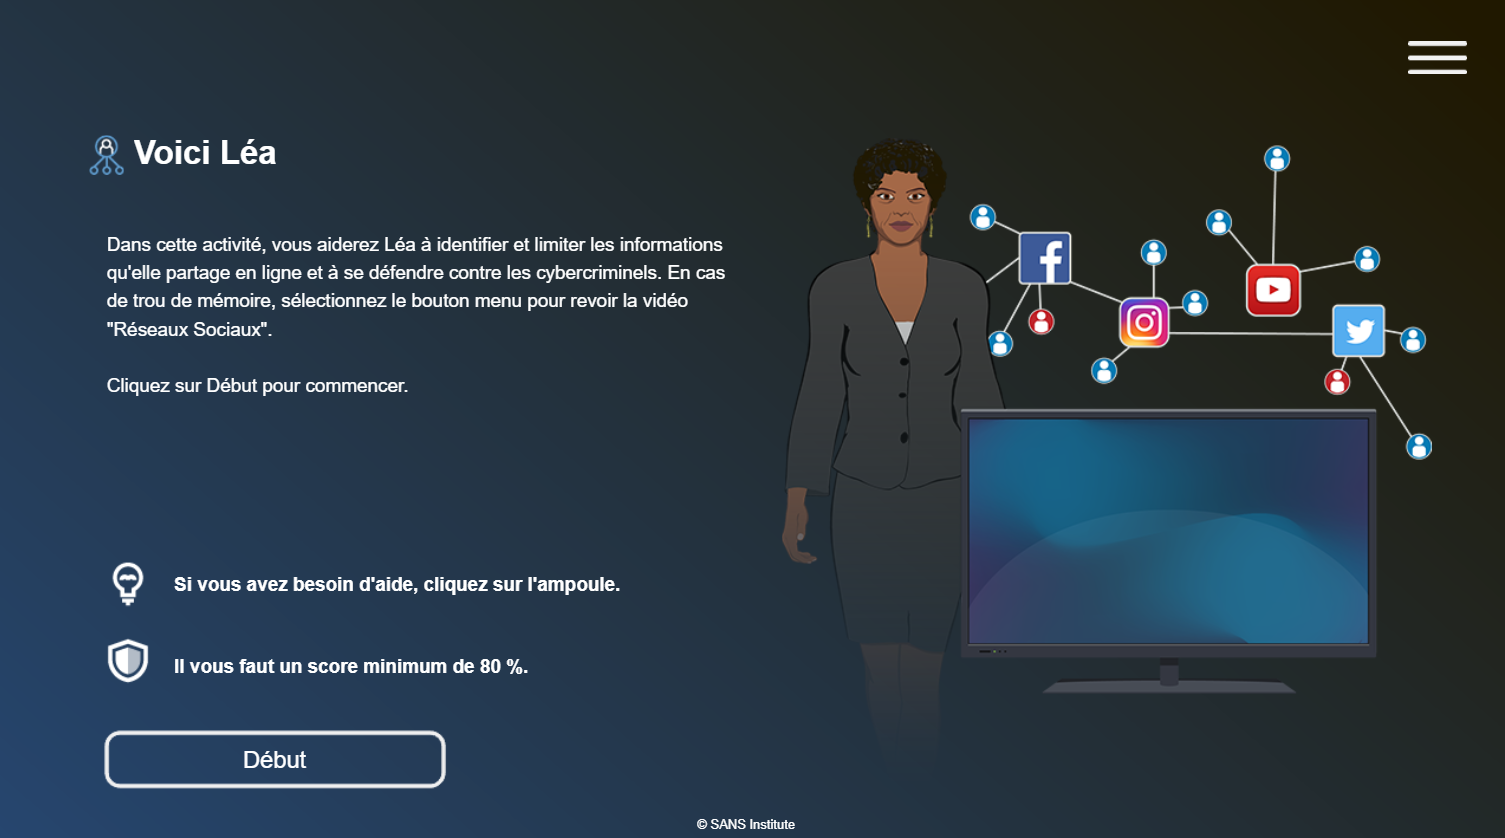 Voici Léa
Dans cette activité, vous aiderez Léa à identifier et limiter les informations
qu'elle partage en ligne et à se défendre contre les cybercriminels. En cas
de trou de mémoire, sélectionnez le bouton menu pour revoir la vidéo
"Réseaux Sociaux".
Cliquez sur Début pour commencer.
Si vous avez besoin d'aide, cliquez sur l'ampoule.
Il vous faut un score minimum de 80 %.
Début
© SANS Institute